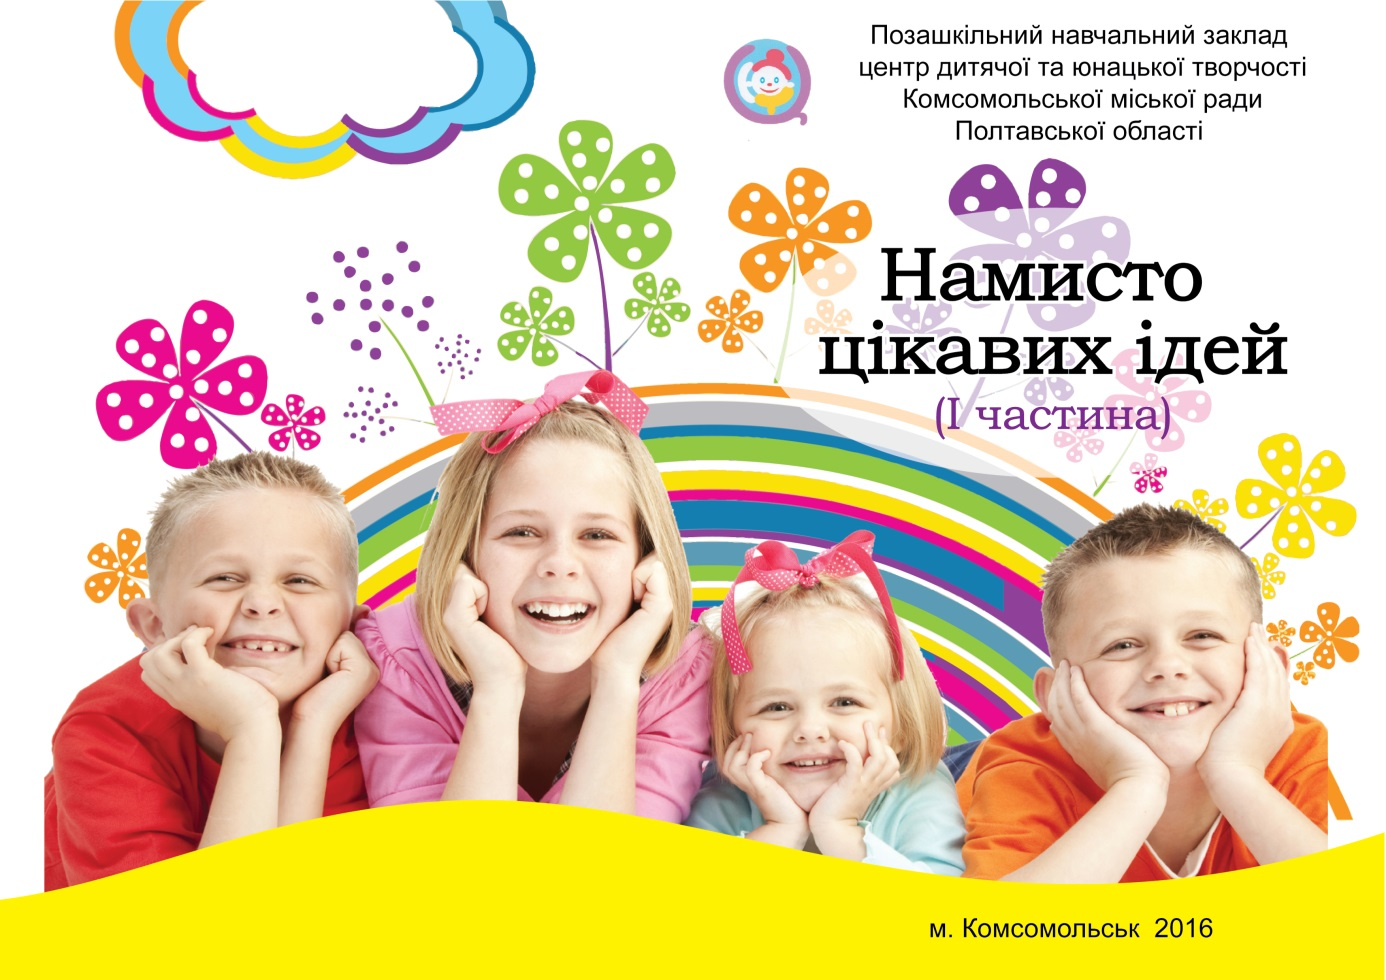 Позашкільний навчальний заклад
центр дитячої та юнацької творчості
Комсомольської міської ради
Полтавської області
Намисто
цікавих ідей
(І частина)
м. Комсомольськ 2016